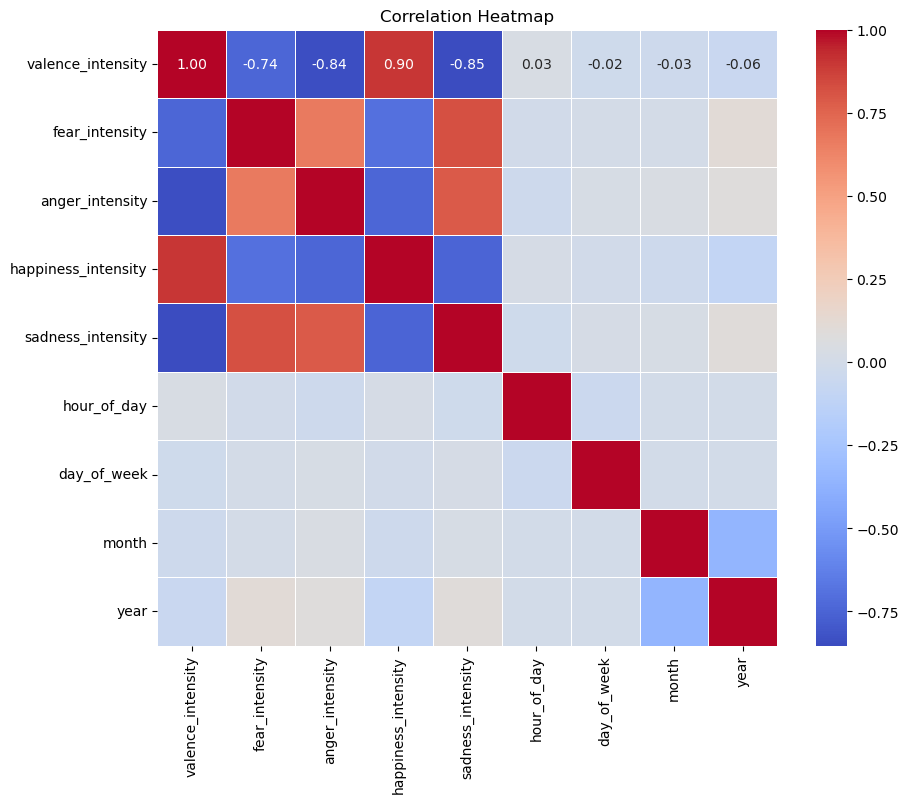 Correlation Heatmap
valence_intensity 1.00 -0.74 -0.84 0.90 -0.85 0.03 -0.02 -0.03 -0.06
fear_intensity
anger_intensity
happiness_intensity
sadness_intensity
hour_of_day
day_of_week
month
year
valence_intensity
fear_intensity
anger_intensity
happiness_intensity
sadness_intensity
hour_of_day
day_of_week
month
year
1.00
0.75
0.50
0.25
0.00
−0.25
−0.50
−0.75